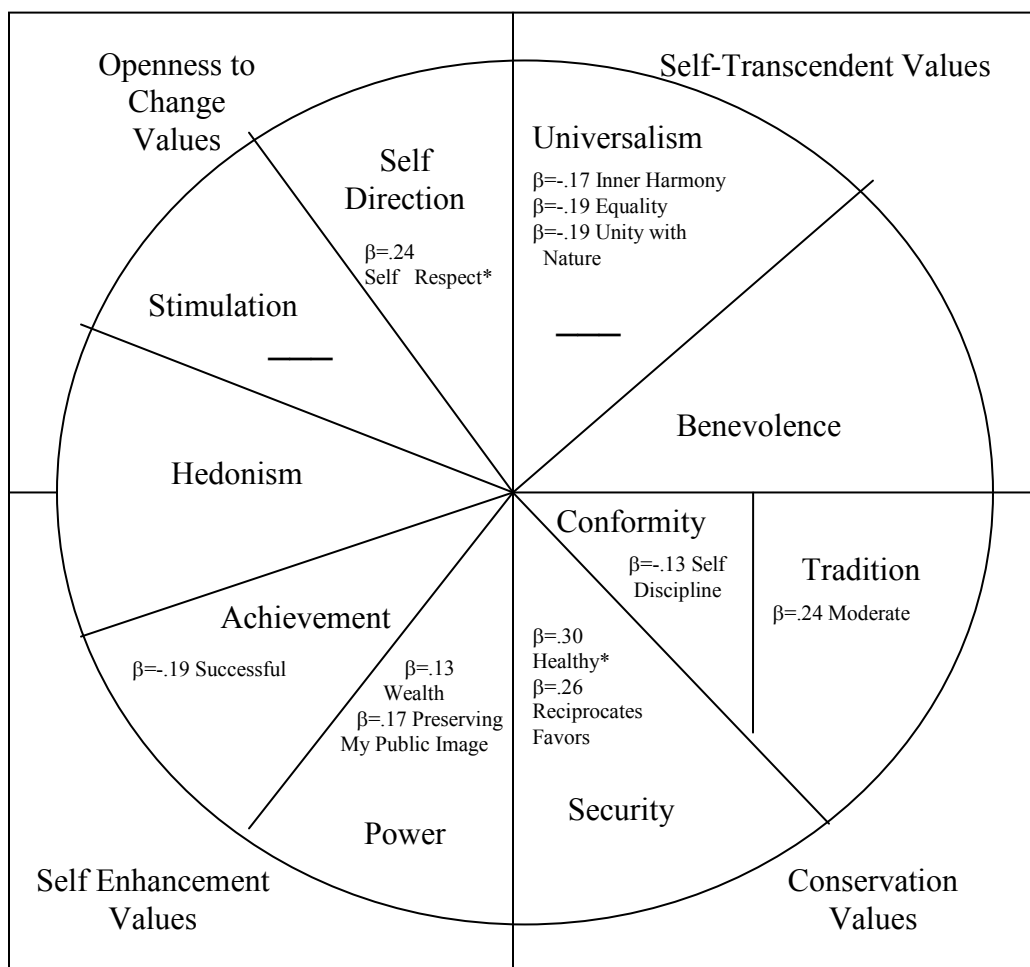 Openness to
Change
Values
Self-Transcendent Values
Self
Direction
β=.24
Self Respect*
Universalism
β=-.17 Inner Harmony
β=-.19 Equality
β=-.19 Unity with
Nature
Stimulation
Benevolence
Hedonism
Conformity
β=-.13 Self
Discipline
Tradition
β=.24 Moderate
Achievement
β=-.19 Successful
β=.13
Wealth
β=.17 Preserving
My Public Image
Power
β=.30
Healthy*
β=.26
Reciprocates
Favors
Security
Self Enhancement
Values
Conservation
Values